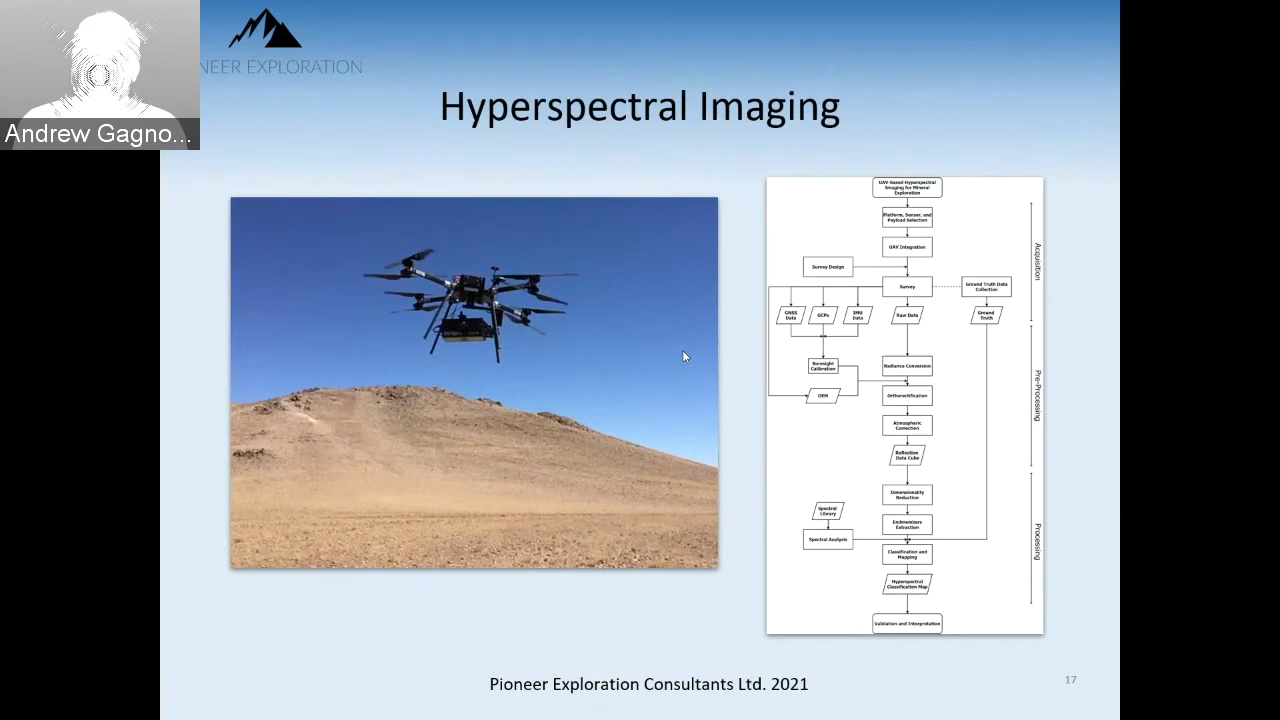 NEER EXPLORATION
Andrew Gagno...
Hyperspectral Imaging
UAV-based Hyperspectral
Imaging for Mineral
Exploration
Platform, Sensor, and
Payload Selection
UAV Integration
Survey Design
Survey
Ground Truth Data
Collection
GNSS
Data
GCPs
IMU
Data
Raw Data
Ground
Truth
Acquisition
Boresight
Calibration
Radiance Conversion
DEM
Orthorectification
Atmospheric
Correction
Reflection
Data Cube
Pre-Processing
Dimensionality
Reduction
Spectral
Library
Endmembers
Extraction
Spectral Analysis
Classification and
Mapping
Hyperspectral
Classification Map
Processing
Validation and Interpretation
Pioneer Exploration Consultants Ltd. 2021
17